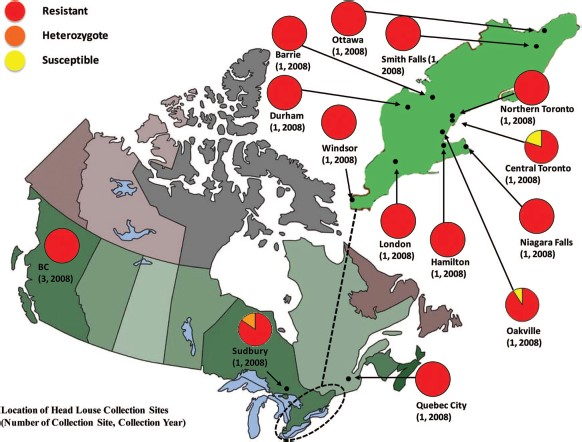 Resistant
Heterozygote
Susceptible
Barrie
(1, 2008)
Ottawa
(1, 2008)
Smith Falls (1,
2008)
Durham
(1, 2008)
Windsor
(1, 2008)
Northern Toronto
(1, 2008)
Central Toronto
(1, 2008)
Niagara Falls
(1, 2008)
London
(1, 2008)
Hamilton
(1, 2008)
Oakville
(1, 2008)
BC
(3, 2008)
Sudbury
(1, 2008)
Quebec City
(1, 2008)
Location of Head Louse Collection Sites
(Number of Collection Site, Collection Year)